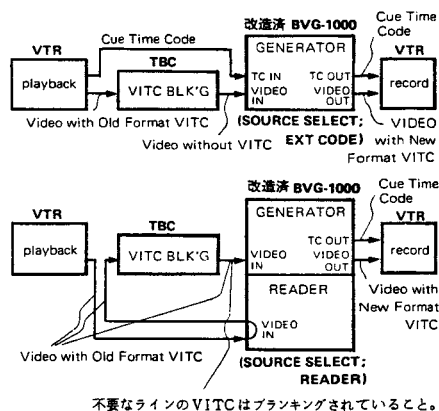 改造済 BVG-1000
VTR
Cue Time Code
GENERATOR
Cue Time
Code
VTR
TBC
playback
VITC BLK'G
TC IN
TC OUT
VIDEO
IN
VIDEO
OUT
record
Video with Old Format VITC
Video without VITC
(SOURCE SELECT;
EXT CODE)
VIDEO
with New
Format VITC
改造済 BVG-1000
GENERATOR
Cue Time
Code
VTR
TBC
VTR
playback
VITC BLK'G
VIDEO
IN
TC OUT
VIDEO
OUT
record
READER
VIDEO
IN
Video with
New Format
VITC
Video with Old Format VITC
(SOURCE SELECT;
READER)
不要なラインのVITCはブランキングされていること。